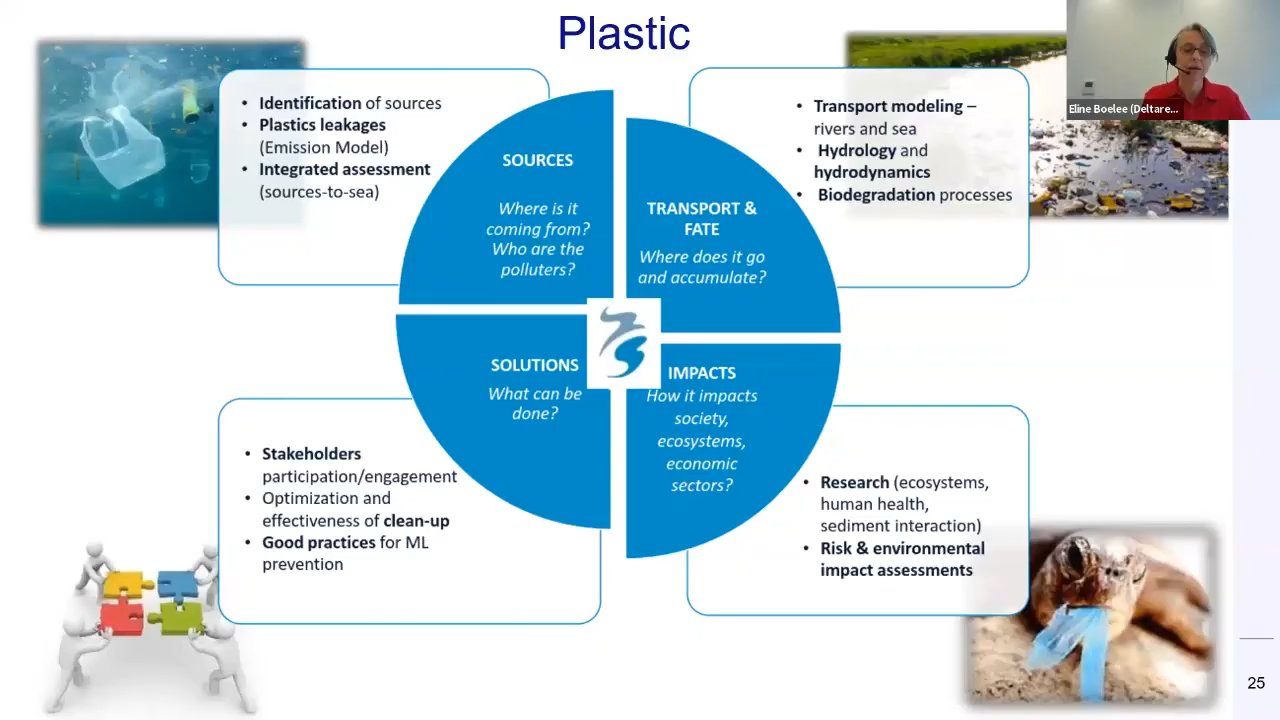 Plastic
Eline Boelee (Deltare...
• Identification of sources
• Plastics leakages
(Emission Model)
• Integrated assessment
(sources-to-sea)
SOURCES
Where is it
coming from?
Who are the
polluters?
TRANSPORT &
FATE
Where does it go
and accumulate?
• Transport modeling –
rivers and sea
• Hydrology and
hydrodynamics
• Biodegradation processes
SOLUTIONS
What can be
done?
• Stakeholders
participation/engagement
• Optimization and
effectiveness of clean-up
• Good practices for ML
prevention
IMPACTS
How it impacts
society,
ecosystems,
economic
sectors?
• Research (ecosystems,
human health,
sediment interaction)
• Risk & environmental
impact assessments
25